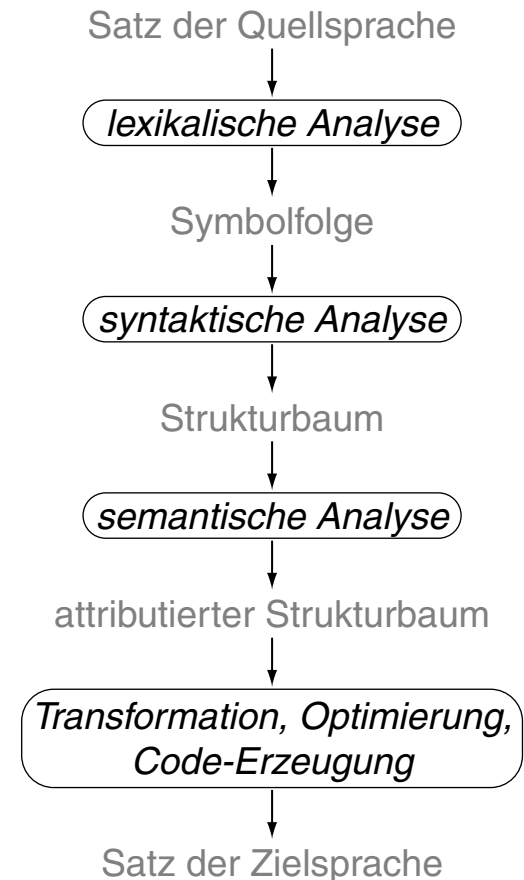 Satz der Quellsprache
lexikalische Analyse
Symbolfolge
syntaktische Analyse
Strukturbaum
semantische Analyse
attributierter Strukturbaum
Transformation, Optimierung,
Code-Erzeugung
Satz der Zielsprache